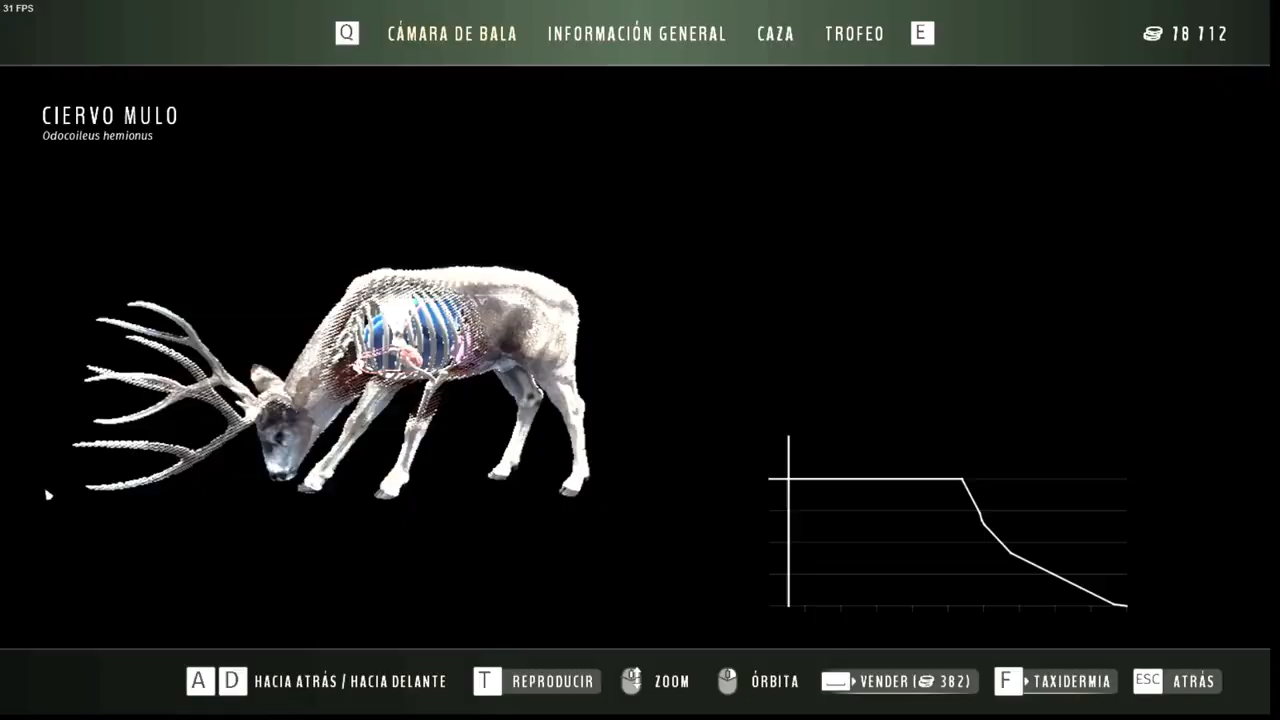 31 FPS
Q CÁMARA DE BALA INFORMACIÓN GENERAL CAZA TROFEO E 78 712
CIERVO MULO
Odocoileus hemionus
A D HACIA ATRÁS / HACIA DELANTE T REPRODUCIR ZOOM ÓRBITA VENDER ( 382) F TAXIDERMIA ESC ATRÁS